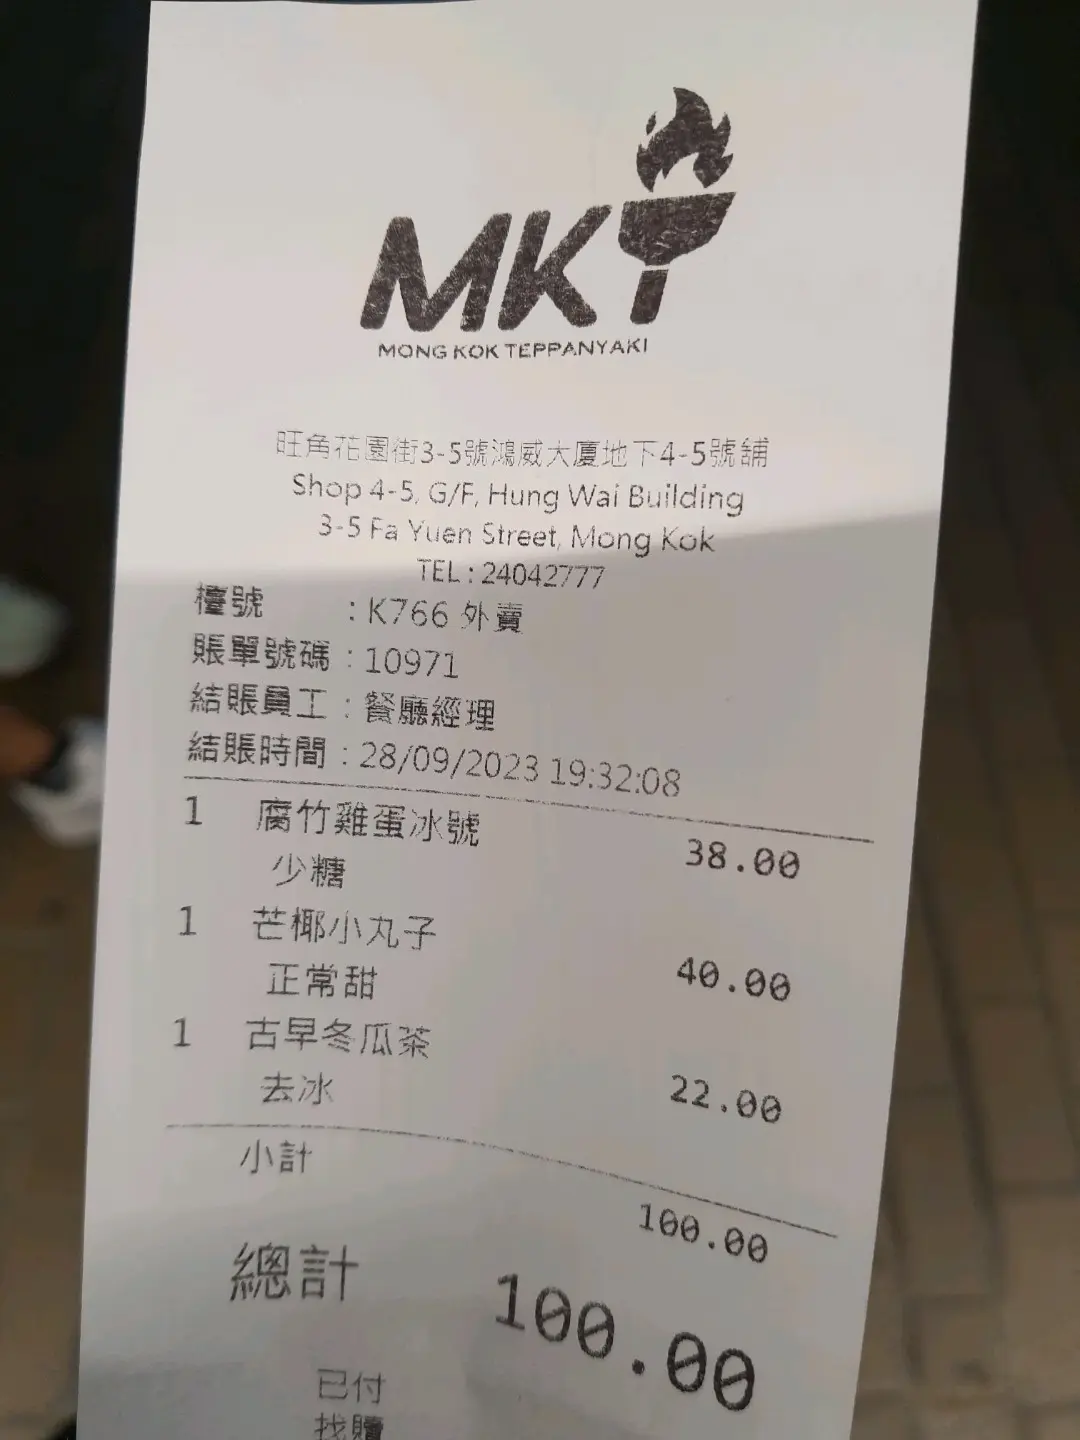 MKT
MONG KOK TEPPANYAKI
旺角花園街3-5號鴻威大廈地下4-5號舖
Shop 4-5, G/F, Hung Wai Building
3-5 Fa Yuen Street, Mong Kok
TEL : 24042777
檯號 : K766 外賣
賬單號碼 : 10971
結賬員工 : 餐廳經理
結賬時間 : 28/09/2023 19:32:08
1 腐竹雞蛋冰號 38.00
少糖
1 芒椰小丸子 40.00
正常甜
1 古早冬瓜茶 22.00
去冰
小計 100.00
總計 100.00
已付
找贖